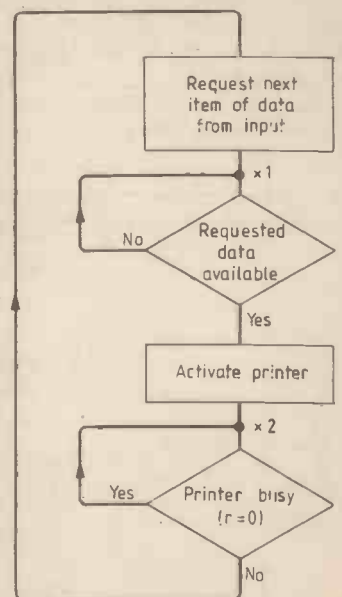 Request next
item of data
from input
×1
No
Requested
data
available
Yes
Activate printer
×2
Yes
Printer busy
(r=0)
No